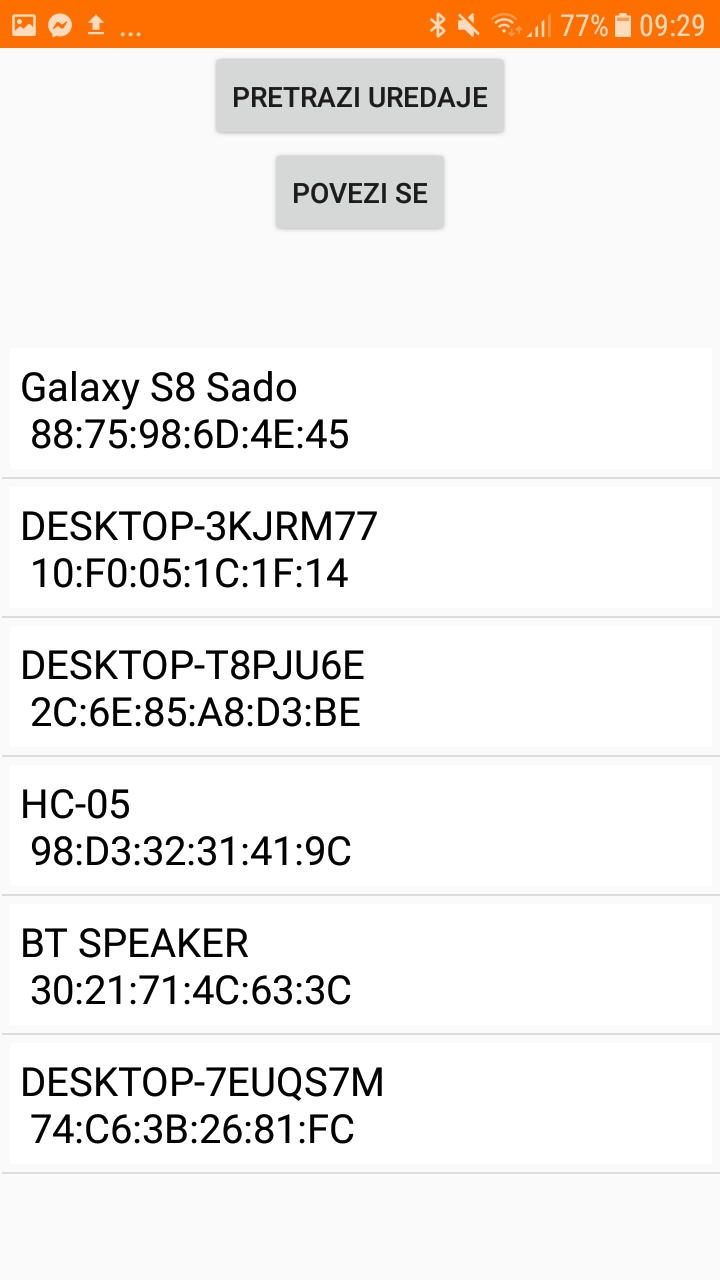 ... 77% 09:29
PRETRAZI UREDAJE
POVEZI SE
Galaxy S8 Sado
88:75:98:6D:4E:45
DESKTOP-3KJRM77
10:F0:05:1C:1F:14
DESKTOP-T8PJU6E
2C:6E:85:A8:D3:BE
HC-05
98:D3:32:31:41:9C
BT SPEAKER
30:21:71:4C:63:3C
DESKTOP-7EUQS7M
74:C6:3B:26:81:FC